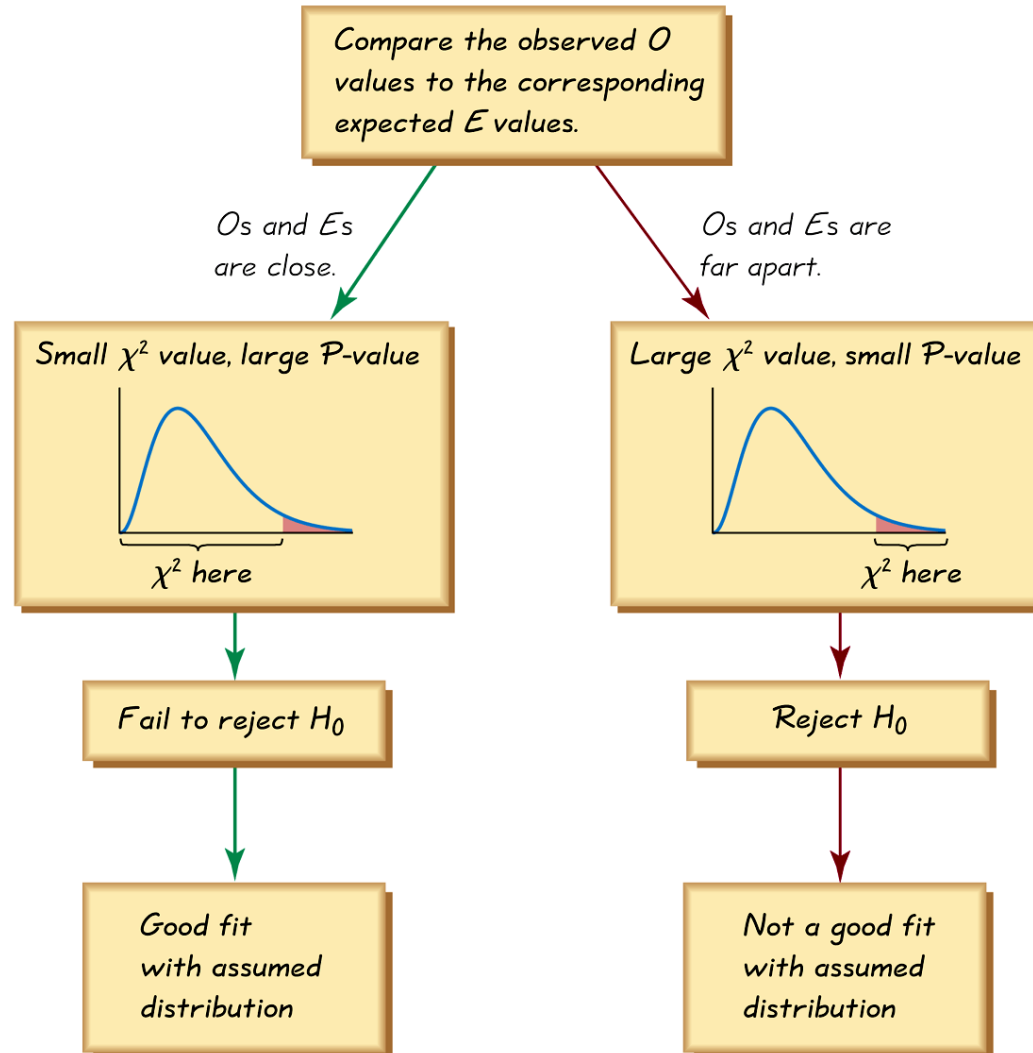 Compare the observed O
values to the corresponding
expected E values.
Os and Es
are close.
Os and Es are
far apart.
Small χ² value, large P-value
χ² here
Large χ² value, small P-value
χ² here
Fail to reject H₀
Reject H₀
Good fit
with assumed
distribution
Not a good fit
with assumed
distribution